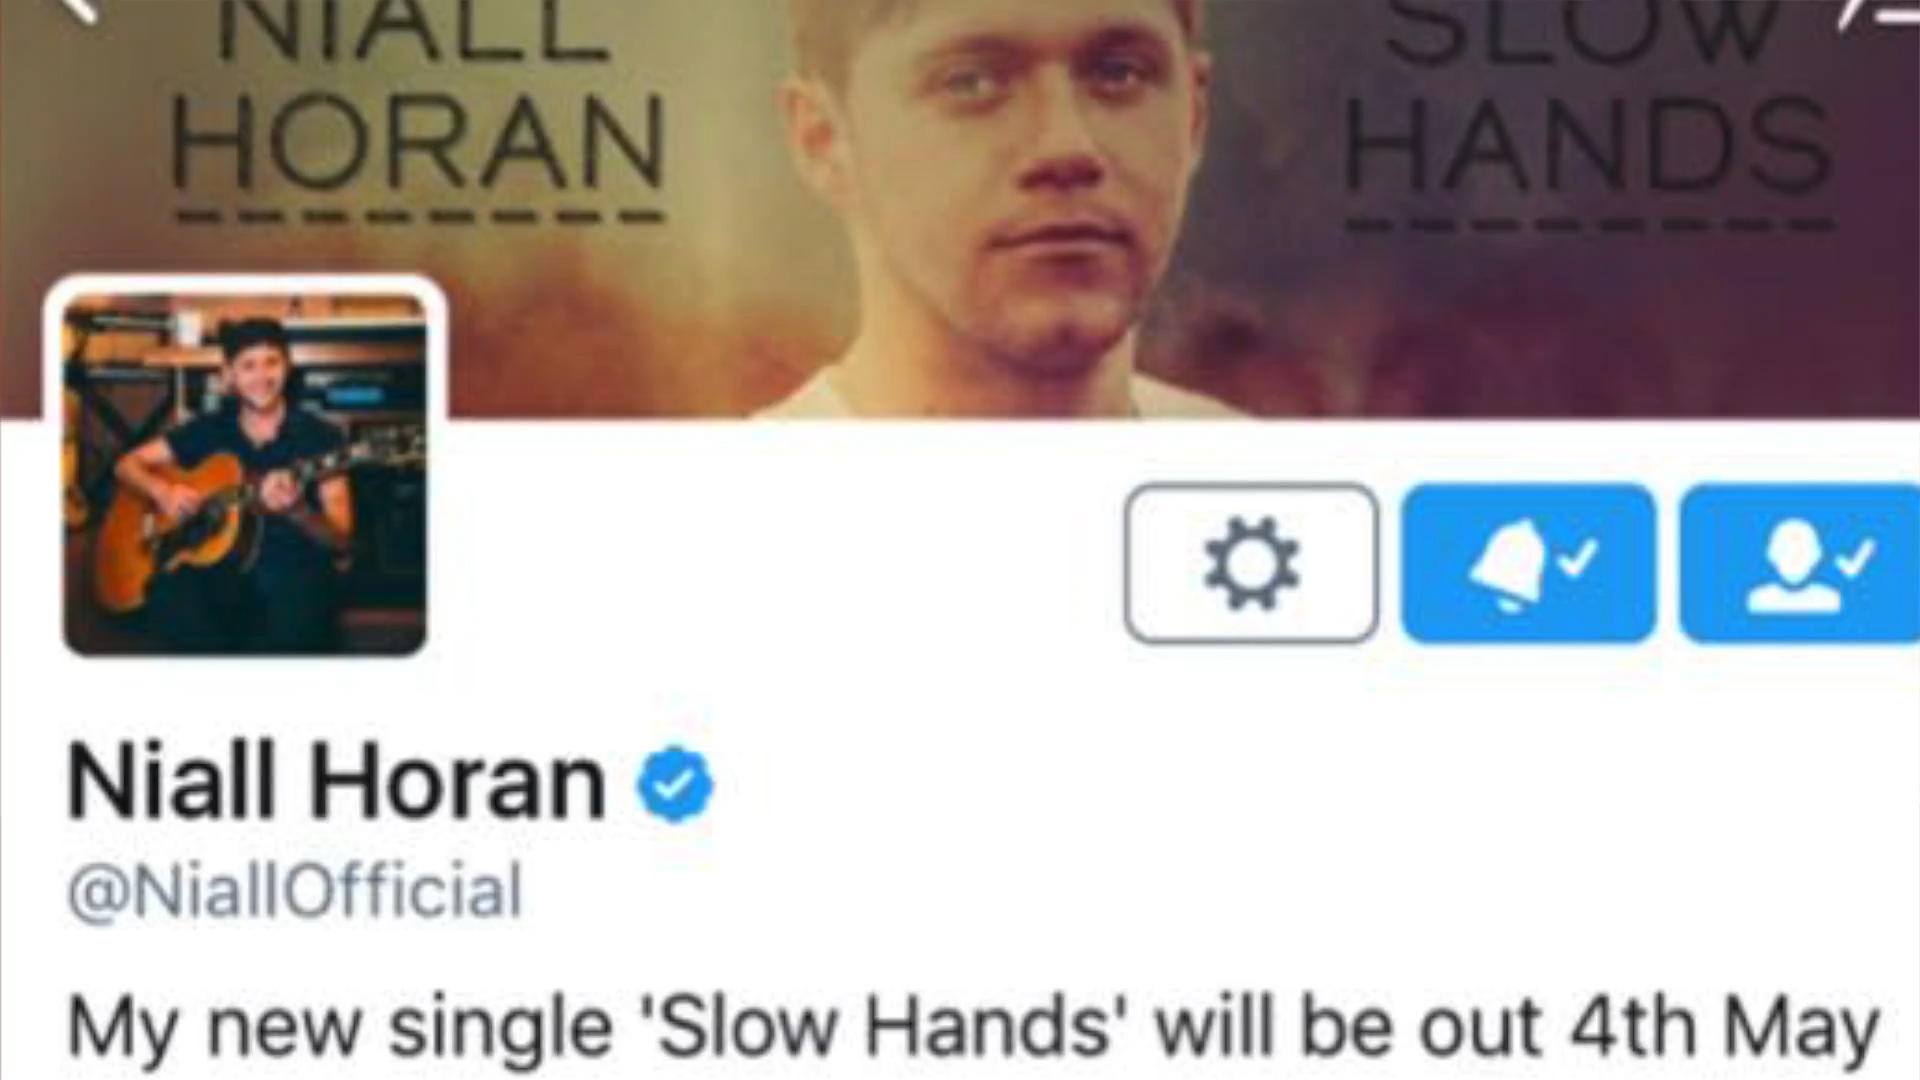 NIALL
HORAN
SLOW
HANDS
Niall Horan
@NiallOfficial
My new single 'Slow Hands' will be out 4th May